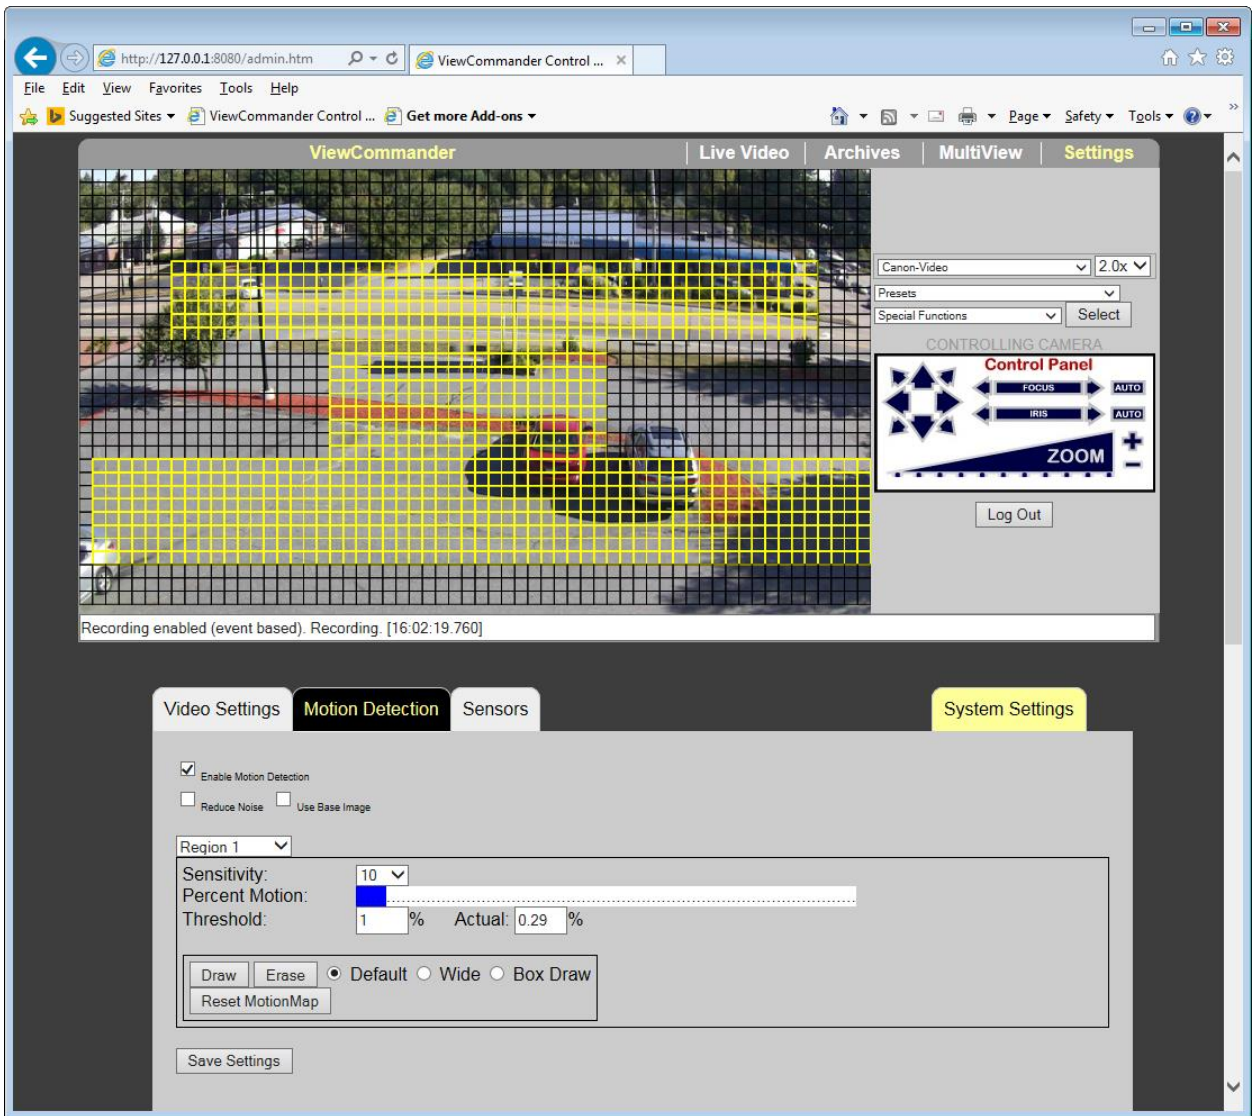 http://127.0.0.1:8080/admin.htm
ViewCommander Control ...
File Edit View Favorites Tools Help
Suggested Sites ViewCommander Control ... Get more Add-ons Page Safety Tools
ViewCommander Live Video Archives MultiView Settings
Canon-Video 2.0x
Presets
Special Functions Select
CONTROLLING CAMERA
Control Panel
FOCUS AUTO
IRIS AUTO
ZOOM
Log Out
Recording enabled (event based). Recording. [16:02:19.760]
Video Settings Motion Detection Sensors System Settings
Enable Motion Detection
Reduce Noise Use Base Image
Region 1
Sensitivity: 10
Percent Motion:
Threshold: 1 % Actual: 0.29 %
Draw Erase Default Wide Box Draw
Reset MotionMap
Save Settings